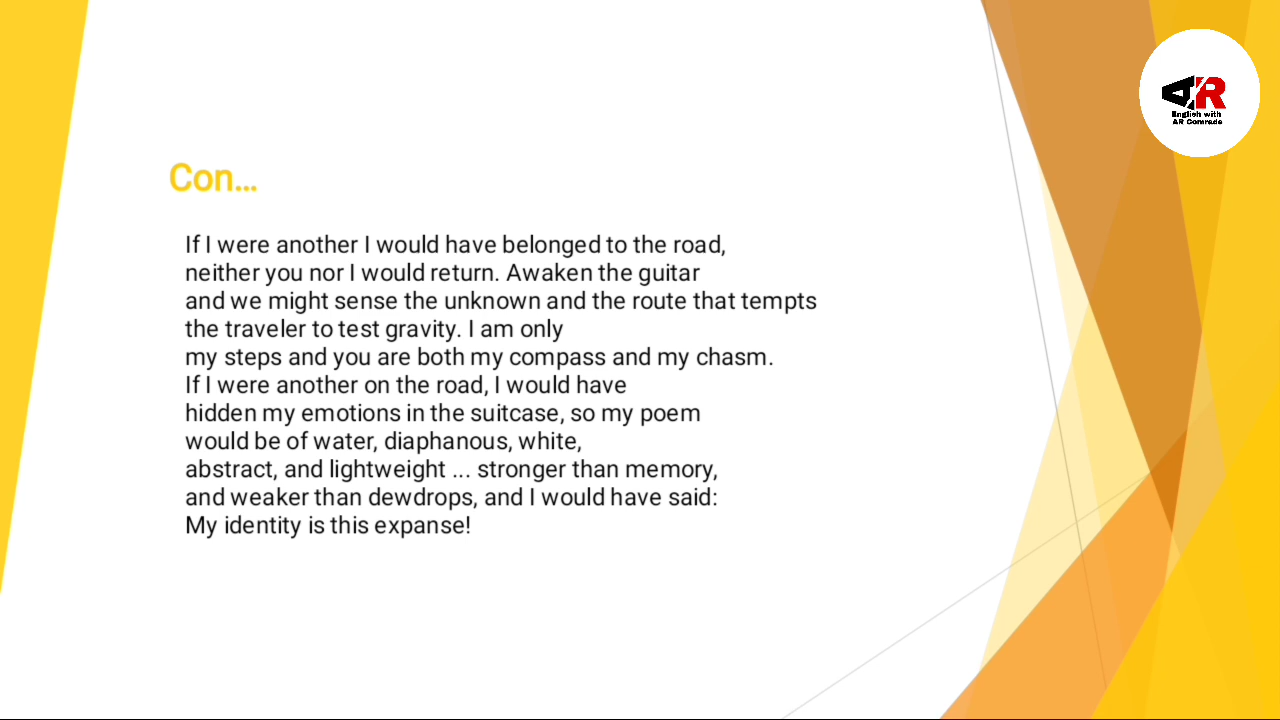 English with
AR Comrade
Con...
If I were another I would have belonged to the road,
neither you nor I would return. Awaken the guitar
and we might sense the unknown and the route that tempts
the traveler to test gravity. I am only
my steps and you are both my compass and my chasm.
If I were another on the road, I would have
hidden my emotions in the suitcase, so my poem
would be of water, diaphanous, white,
abstract, and lightweight ... stronger than memory,
and weaker than dewdrops, and I would have said:
My identity is this expanse!